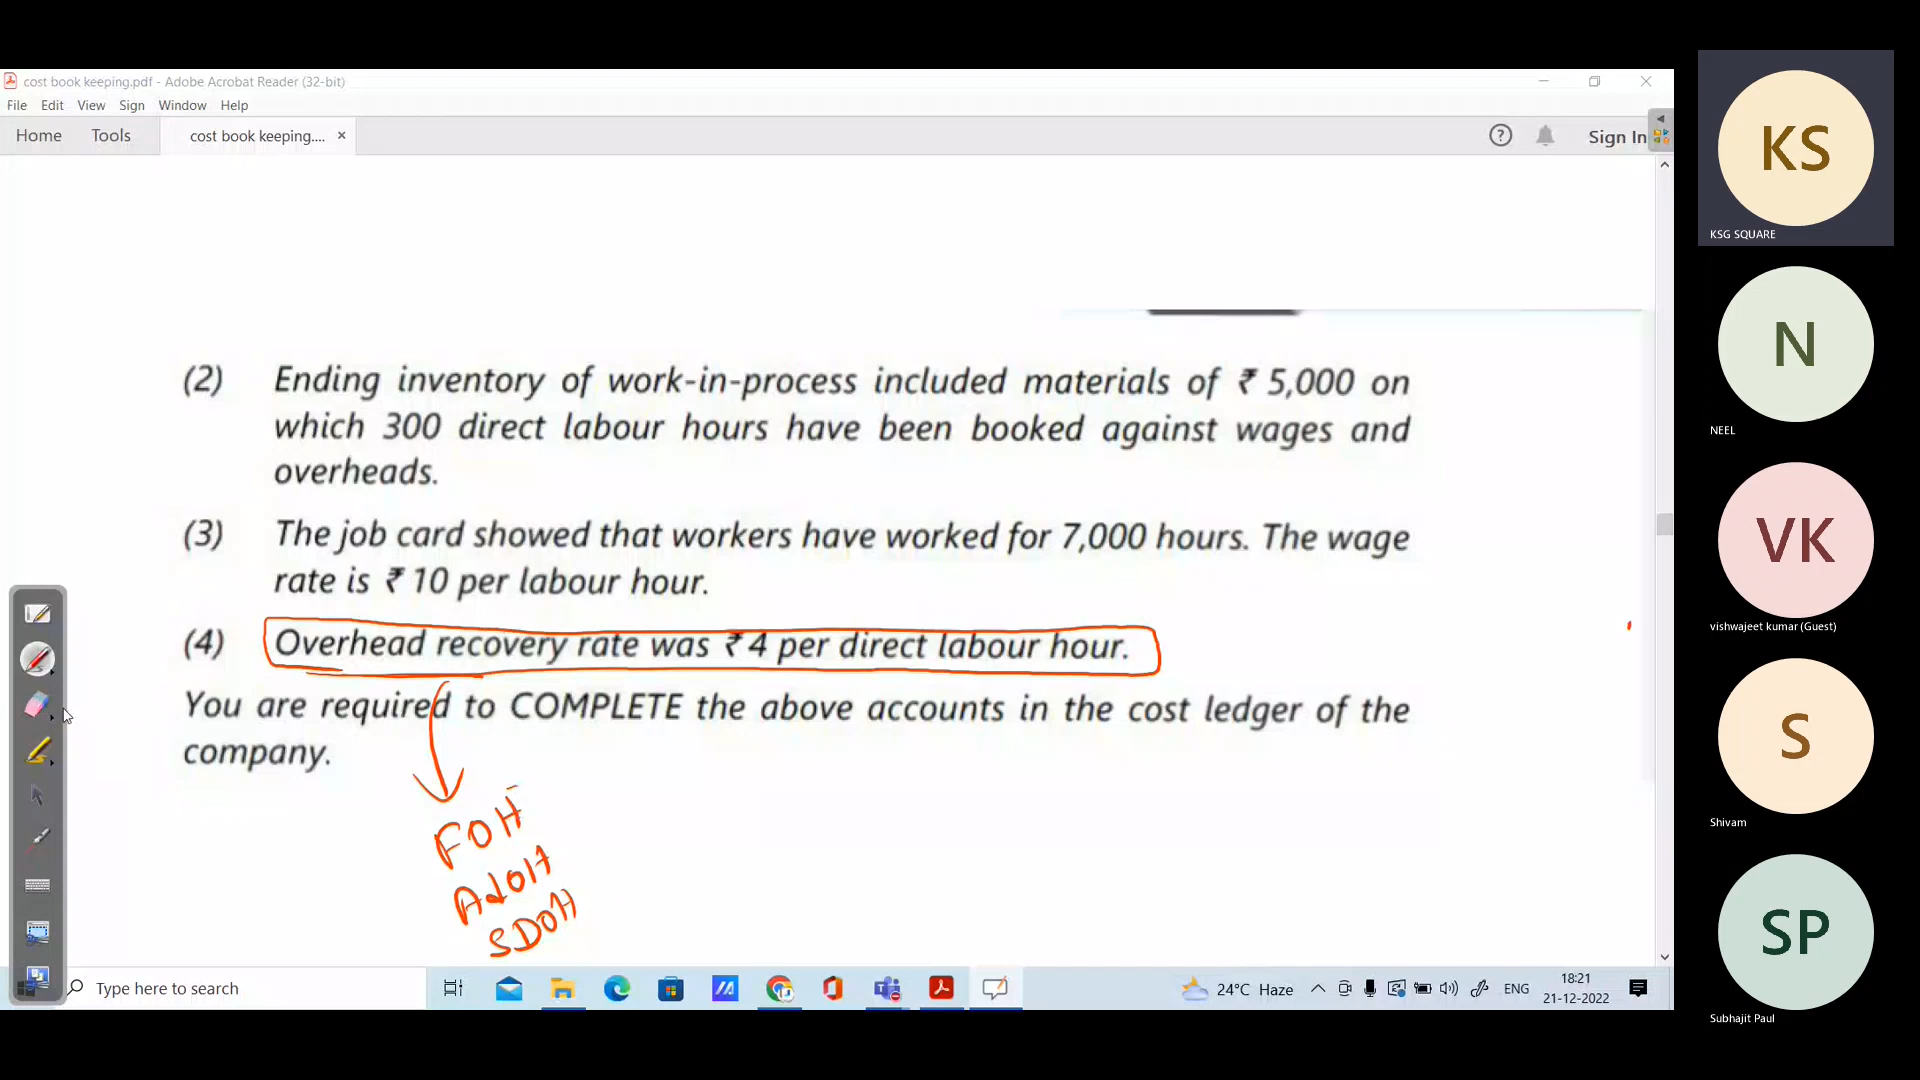 cost book keeping.pdf - Adobe Acrobat Reader (32-bit)
File Edit View Sign Window Help
Home Tools cost book keeping.... × Sign In
(2) Ending inventory of work-in-process included materials of ₹ 5,000 on
which 300 direct labour hours have been booked against wages and
overheads.
(3) The job card showed that workers have worked for 7,000 hours. The wage
rate is ₹ 10 per labour hour.
(4) Overhead recovery rate was ₹ 4 per direct labour hour.
You are required to COMPLETE the above accounts in the cost ledger of the
company.
FOH
AdOH
SDOH
Type here to search
24°C Haze
ENG
18:21
21-12-2022
KS
KSG SQUARE
N
NEEL
VK
vishwajeet kumar (Guest)
S
Shivam
SP
Subhajit Paul